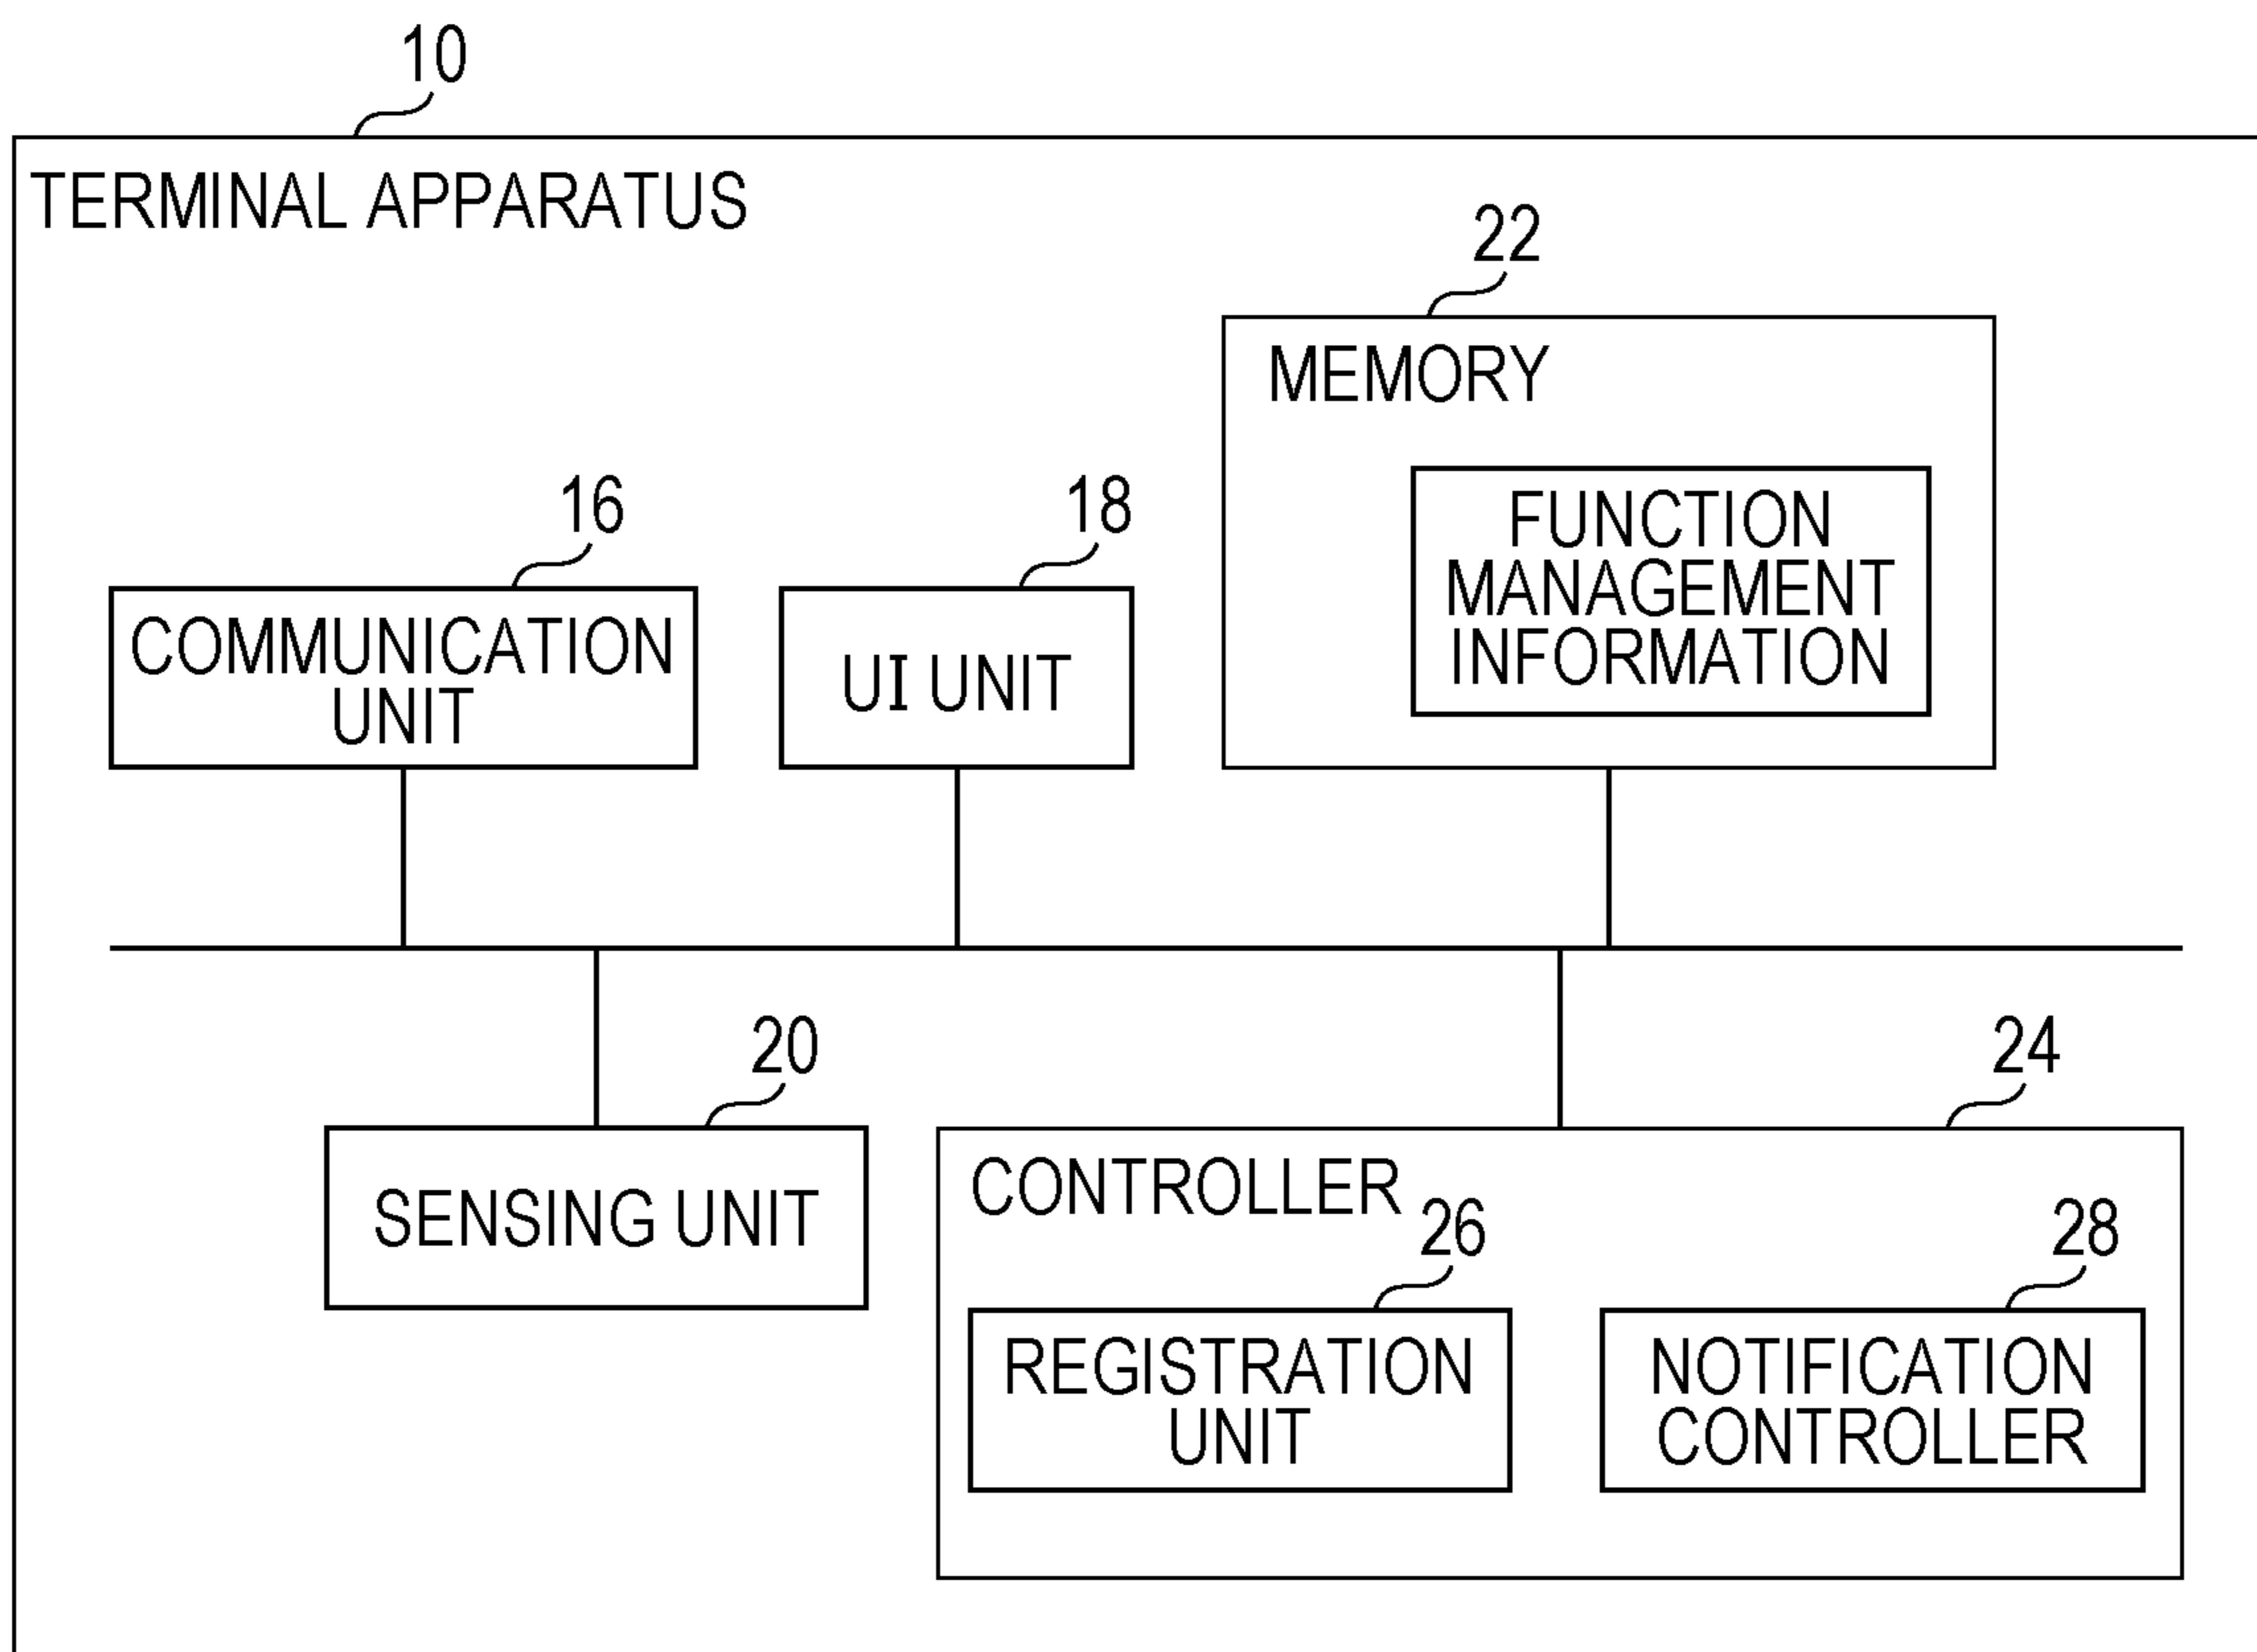 10
TERMINAL APPARATUS
22
MEMORY
FUNCTION
MANAGEMENT
INFORMATION
16
COMMUNICATION
UNIT
18
UI UNIT
20
SENSING UNIT
24
CONTROLLER
26
REGISTRATION
UNIT
28
NOTIFICATION
CONTROLLER